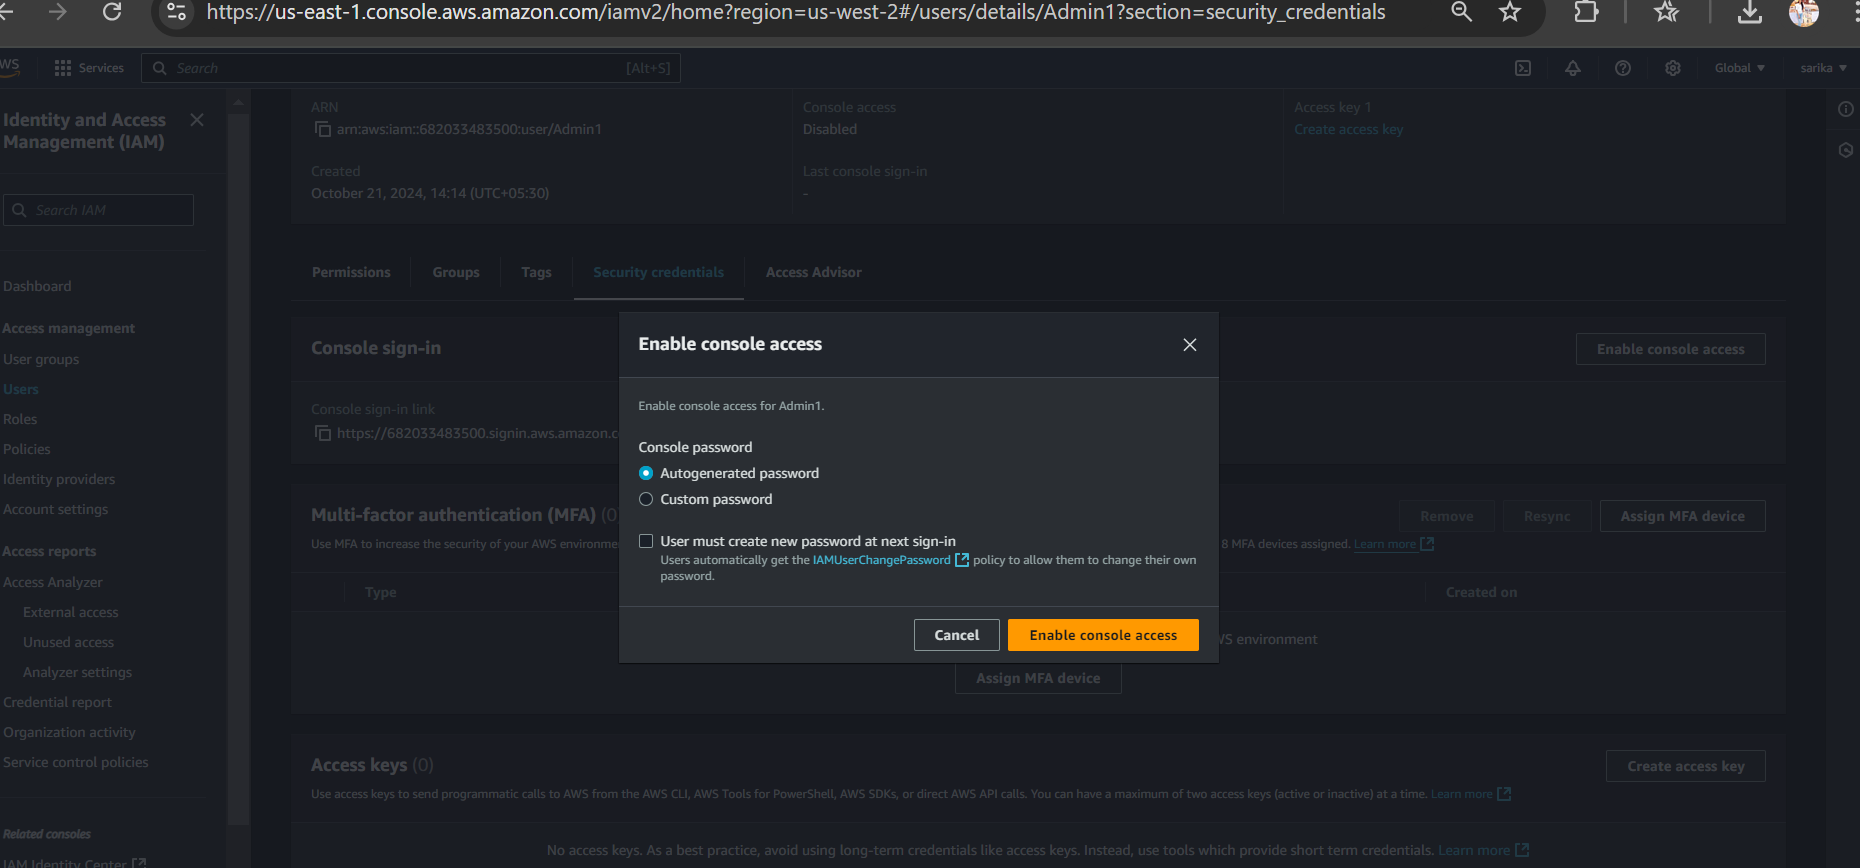 https://us-east-1.console.aws.amazon.com/iamv2/home?region=us-west-2#/users/details/Admin1?section=security_credentials
Services
Search
[Alt+S]
Global
sarika
Identity and Access
Management (IAM)
Search IAM
Dashboard
Access management
User groups
Users
Roles
Policies
Identity providers
Account settings
Access reports
Access Analyzer
External access
Unused access
Analyzer settings
Credential report
Organization activity
Service control policies
Related consoles
IAM Identity Center
ARN
arn:aws:iam::682033483500:user/Admin1
Console access
Disabled
Access key 1
Create access key
Created
October 21, 2024, 14:14 (UTC+05:30)
Last console sign-in
-
Permissions
Groups
Tags
Security credentials
Access Advisor
Console sign-in
Enable console access
Console sign-in link
https://682033483500.signin.aws.amazon.c
Multi-factor authentication (MFA) (0
Remove
Resync
Assign MFA device
Use MFA to increase the security of your AWS environme
8 MFA devices assigned. Learn more
Type
Created on
WS environment
Assign MFA device
Enable console access
Enable console access for Admin1.
Console password
Autogenerated password
Custom password
User must create new password at next sign-in
Users automatically get the IAMUserChangePassword policy to allow them to change their own
password.
Cancel
Enable console access
Access keys (0)
Create access key
Use access keys to send programmatic calls to AWS from the AWS CLI, AWS Tools for PowerShell, AWS SDKs, or direct AWS API calls. You can have a maximum of two access keys (active or inactive) at a time. Learn more
No access keys. As a best practice, avoid using long-term credentials like access keys. Instead, use tools which provide short term credentials. Learn more